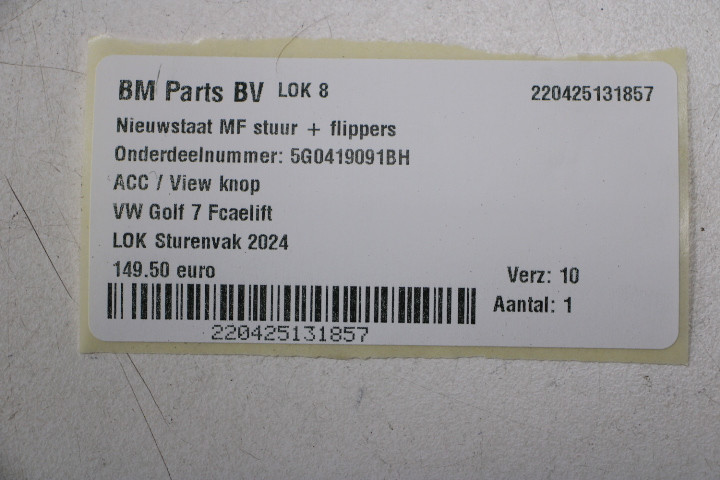 BM Parts BV LOK 8 220425131857
Nieuwstaat MF stuur + flippers
Onderdeelnummer: 5G0419091BH
ACC / View knop
VW Golf 7 Fcaelift
LOK Sturenvak 2024
149.50 euro Verz: 10
Aantal: 1
220425131857